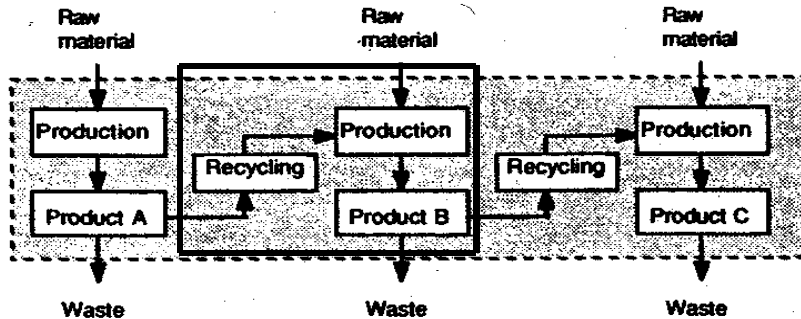 Raw
material
Raw
material
Raw
material
Production
Production
Production
Recycling
Recycling
Product A
Product B
Product C
Waste
Waste
Waste